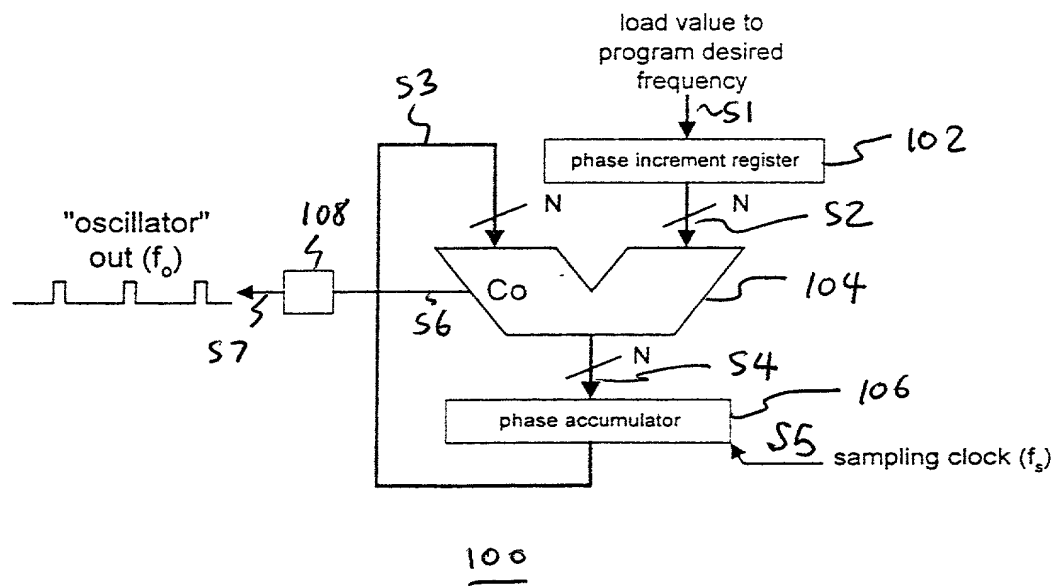 load value to
program desired
frequency
S1
S3
phase increment register
102
N
N
S2
"oscillator"
out (fo)
108
Co
104
S6
S7
N
S4
phase accumulator
106
S5
sampling clock (fs)
100